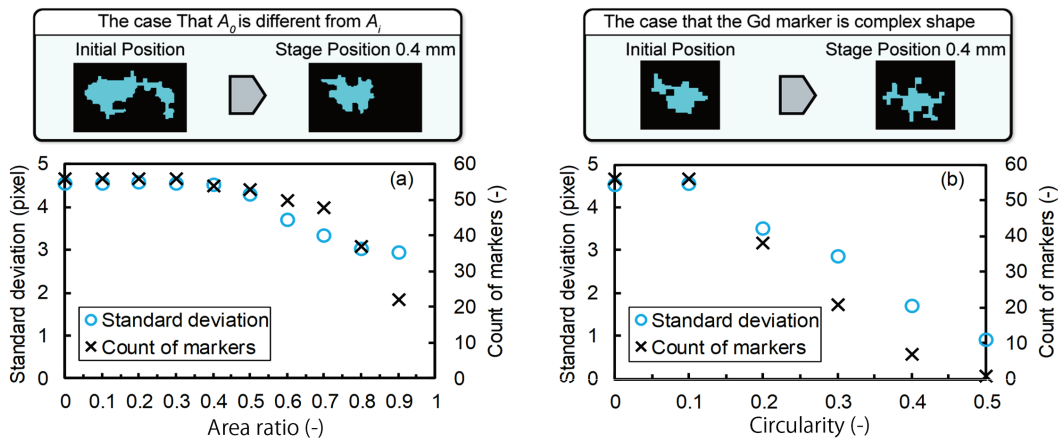 The case That A₀ is different from Aᵢ
Initial Position
Stage Position 0.4 mm
The case that the Gd marker is complex shape
Initial Position
Stage Position 0.4 mm
(a)
Standard deviation (pixel)
5
4
3
2
1
0
60
50
40
30
20
10
0
Count of markers (-)
Standard deviation
Count of markers
0 0.1 0.2 0.3 0.4 0.5 0.6 0.7 0.8 0.9 1
Area ratio (-)
(b)
Standard deviation (pixel)
5
4
3
2
1
0
60
50
40
30
20
10
0
Count of markers (-)
Standard deviation
Count of markers
0 0.1 0.2 0.3 0.4 0.5
Circularity (-)